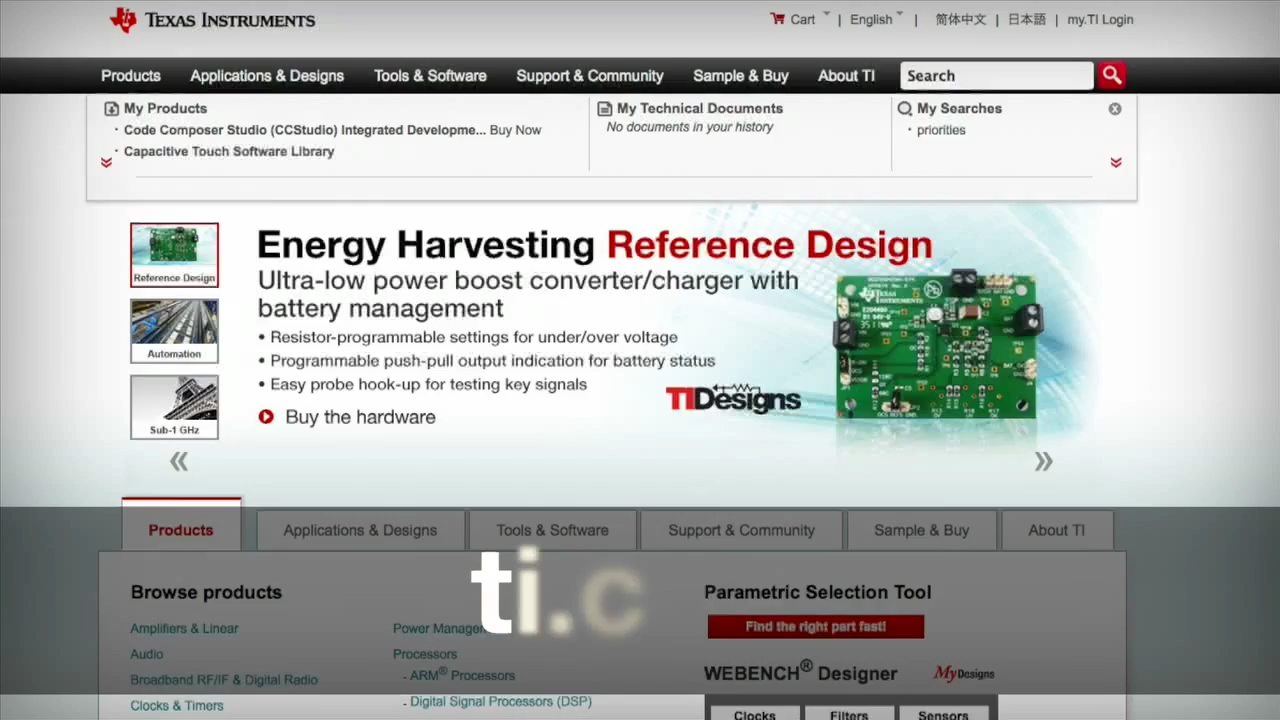 TEXAS INSTRUMENTS
Cart | English | 简体中文 | 日本語 | my.TI Login
Products Applications & Designs Tools & Software Support & Community Sample & Buy About TI Search
My Products
· Code Composer Studio (CCStudio) Integrated Developme... Buy Now
· Capacitive Touch Software Library
My Technical Documents
No documents in your history
My Searches
· priorities
Reference Design
Automation
Sub-1 GHz
Energy Harvesting Reference Design
Ultra-low power boost converter/charger with
battery management
• Resistor-programmable settings for under/over voltage
• Programmable push-pull output indication for battery status
• Easy probe hook-up for testing key signals
Buy the hardware
TIDesigns
TEXAS
INSTRUMENTS
Products Applications & Designs Tools & Software Support & Community Sample & Buy About TI
ti.c
Browse products
Amplifiers & Linear
Audio
Broadband RF/IF & Digital Radio
Clocks & Timers
Processors
- ARM® Processors
- Digital Signal Processors (DSP)
Parametric Selection Tool
Find the right part fast!
WEBENCH® Designer MyDesigns
Clocks Filters Sensors